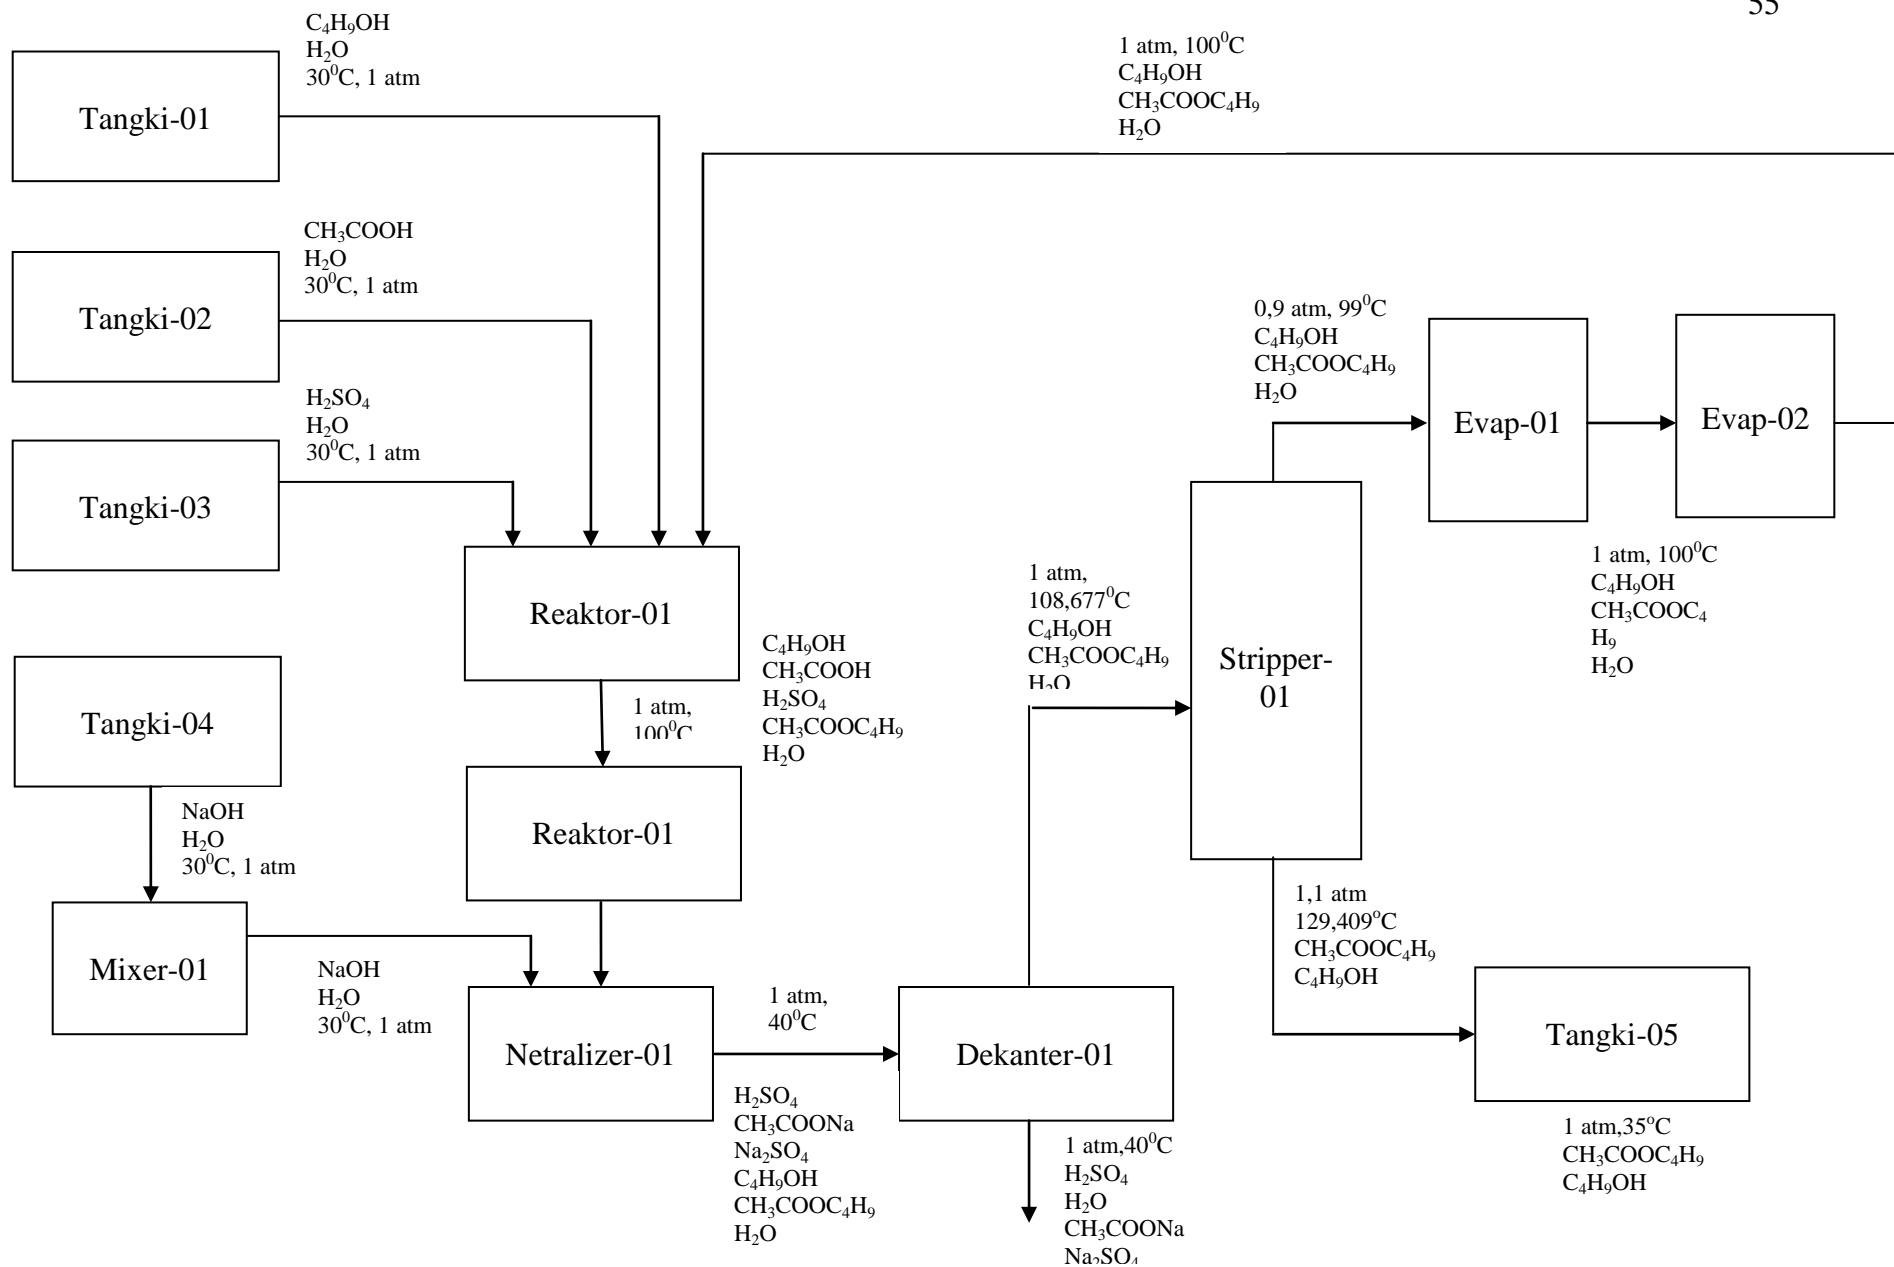 55
C₄H₉OH
H₂O
30⁰C, 1 atm
Tangki-01
1 atm, 100⁰C
C₄H₉OH
CH₃COOC₄H₉
H₂O
CH₃COOH
H₂O
30⁰C, 1 atm
Tangki-02
H₂SO₄
H₂O
30⁰C, 1 atm
Tangki-03
0,9 atm, 99⁰C
C₄H₉OH
CH₃COOC₄H₉
H₂O
Evap-01
Evap-02
1 atm, 100⁰C
C₄H₉OH
CH₃COOC₄
H₉
H₂O
Reaktor-01
1 atm,
108,677⁰C
C₄H₉OH
CH₃COOC₄H₉
H₂O
Stripper-
01
C₄H₉OH
CH₃COOH
H₂SO₄
CH₃COOC₄H₉
H₂O
1 atm,
100⁰C
Tangki-04
NaOH
H₂O
30⁰C, 1 atm
Reaktor-01
Mixer-01
NaOH
H₂O
30⁰C, 1 atm
1,1 atm
129,409°C
CH₃COOC₄H₉
C₄H₉OH
Netralizer-01
1 atm,
40⁰C
Dekanter-01
Tangki-05
H₂SO₄
CH₃COONa
Na₂SO₄
C₄H₉OH
CH₃COOC₄H₉
H₂O
1 atm,40⁰C
H₂SO₄
H₂O
CH₃COONa
Na₂SO₄
1 atm,35°C
CH₃COOC₄H₉
C₄H₉OH